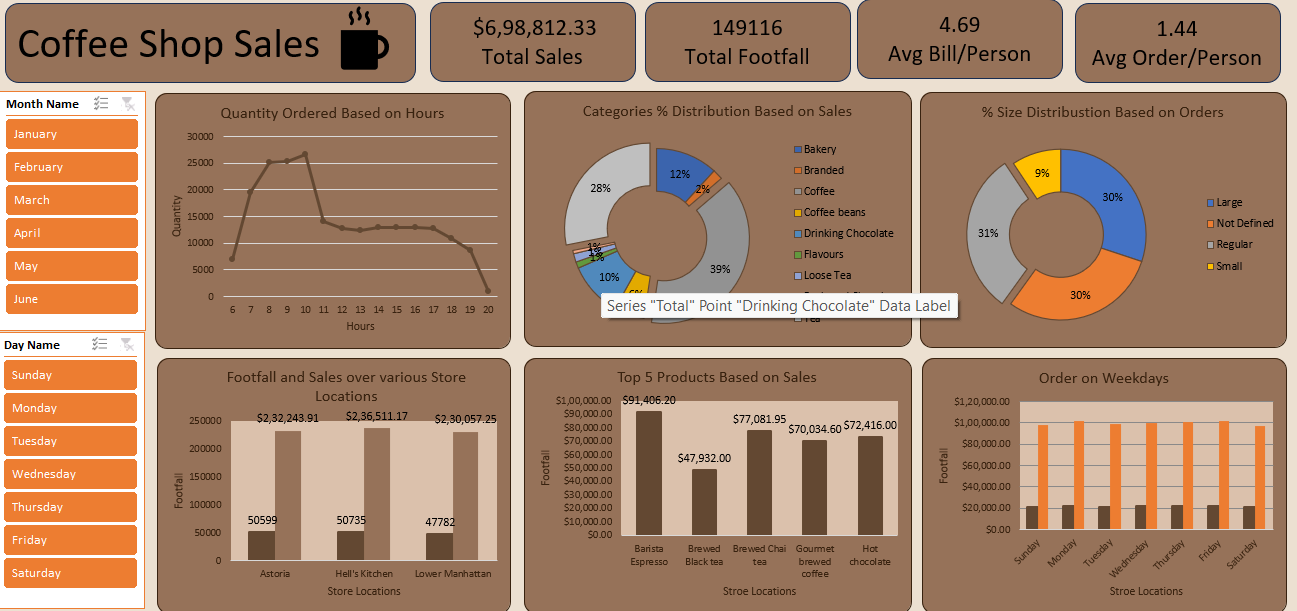 Coffee Shop Sales
$6,98,812.33
Total Sales
149116
Total Footfall
4.69
Avg Bill/Person
1.44
Avg Order/Person
Month Name
January
February
March
April
May
June
Day Name
Sunday
Monday
Tuesday
Wednesday
Thursday
Friday
Saturday
Quantity Ordered Based on Hours
30000
25000
20000
15000
10000
5000
0
Quantity
6 7 8 9 10 11 12 13 14 15 16 17 18 19 20
Hours
Categories % Distribution Based on Sales
12%
2%
39%
6%
10%
1%
1%
28%
Bakery
Branded
Coffee
Coffee beans
Drinking Chocolate
Flavours
Loose Tea
Tea
Series "Total" Point "Drinking Chocolate" Data Label
% Size Distribustion Based on Orders
30%
30%
31%
9%
Large
Not Defined
Regular
Small
Footfall and Sales over various Store
Locations
250000
200000
150000
100000
50000
0
Footfall
$2,32,243.91
$2,36,511.17
$2,30,057.25
50599
50735
47782
Astoria
Hell's Kitchen
Lower Manhattan
Store Locations
Top 5 Products Based on Sales
$1,00,000.00
$90,000.00
$80,000.00
$70,000.00
$60,000.00
$50,000.00
$40,000.00
$30,000.00
$20,000.00
$10,000.00
$0.00
Footfall
$91,406.20
$47,932.00
$77,081.95
$70,034.60
$72,416.00
Barista
Espresso
Brewed
Black tea
Brewed Chai
tea
Gourmet
brewed
coffee
Hot
chocolate
Stroe Locations
Order on Weekdays
$1,20,000.00
$1,00,000.00
$80,000.00
$60,000.00
$40,000.00
$20,000.00
$0.00
Footfall
Sunday
Monday
Tuesday
Wednesday
Thursday
Friday
Saturday
Stroe Locations